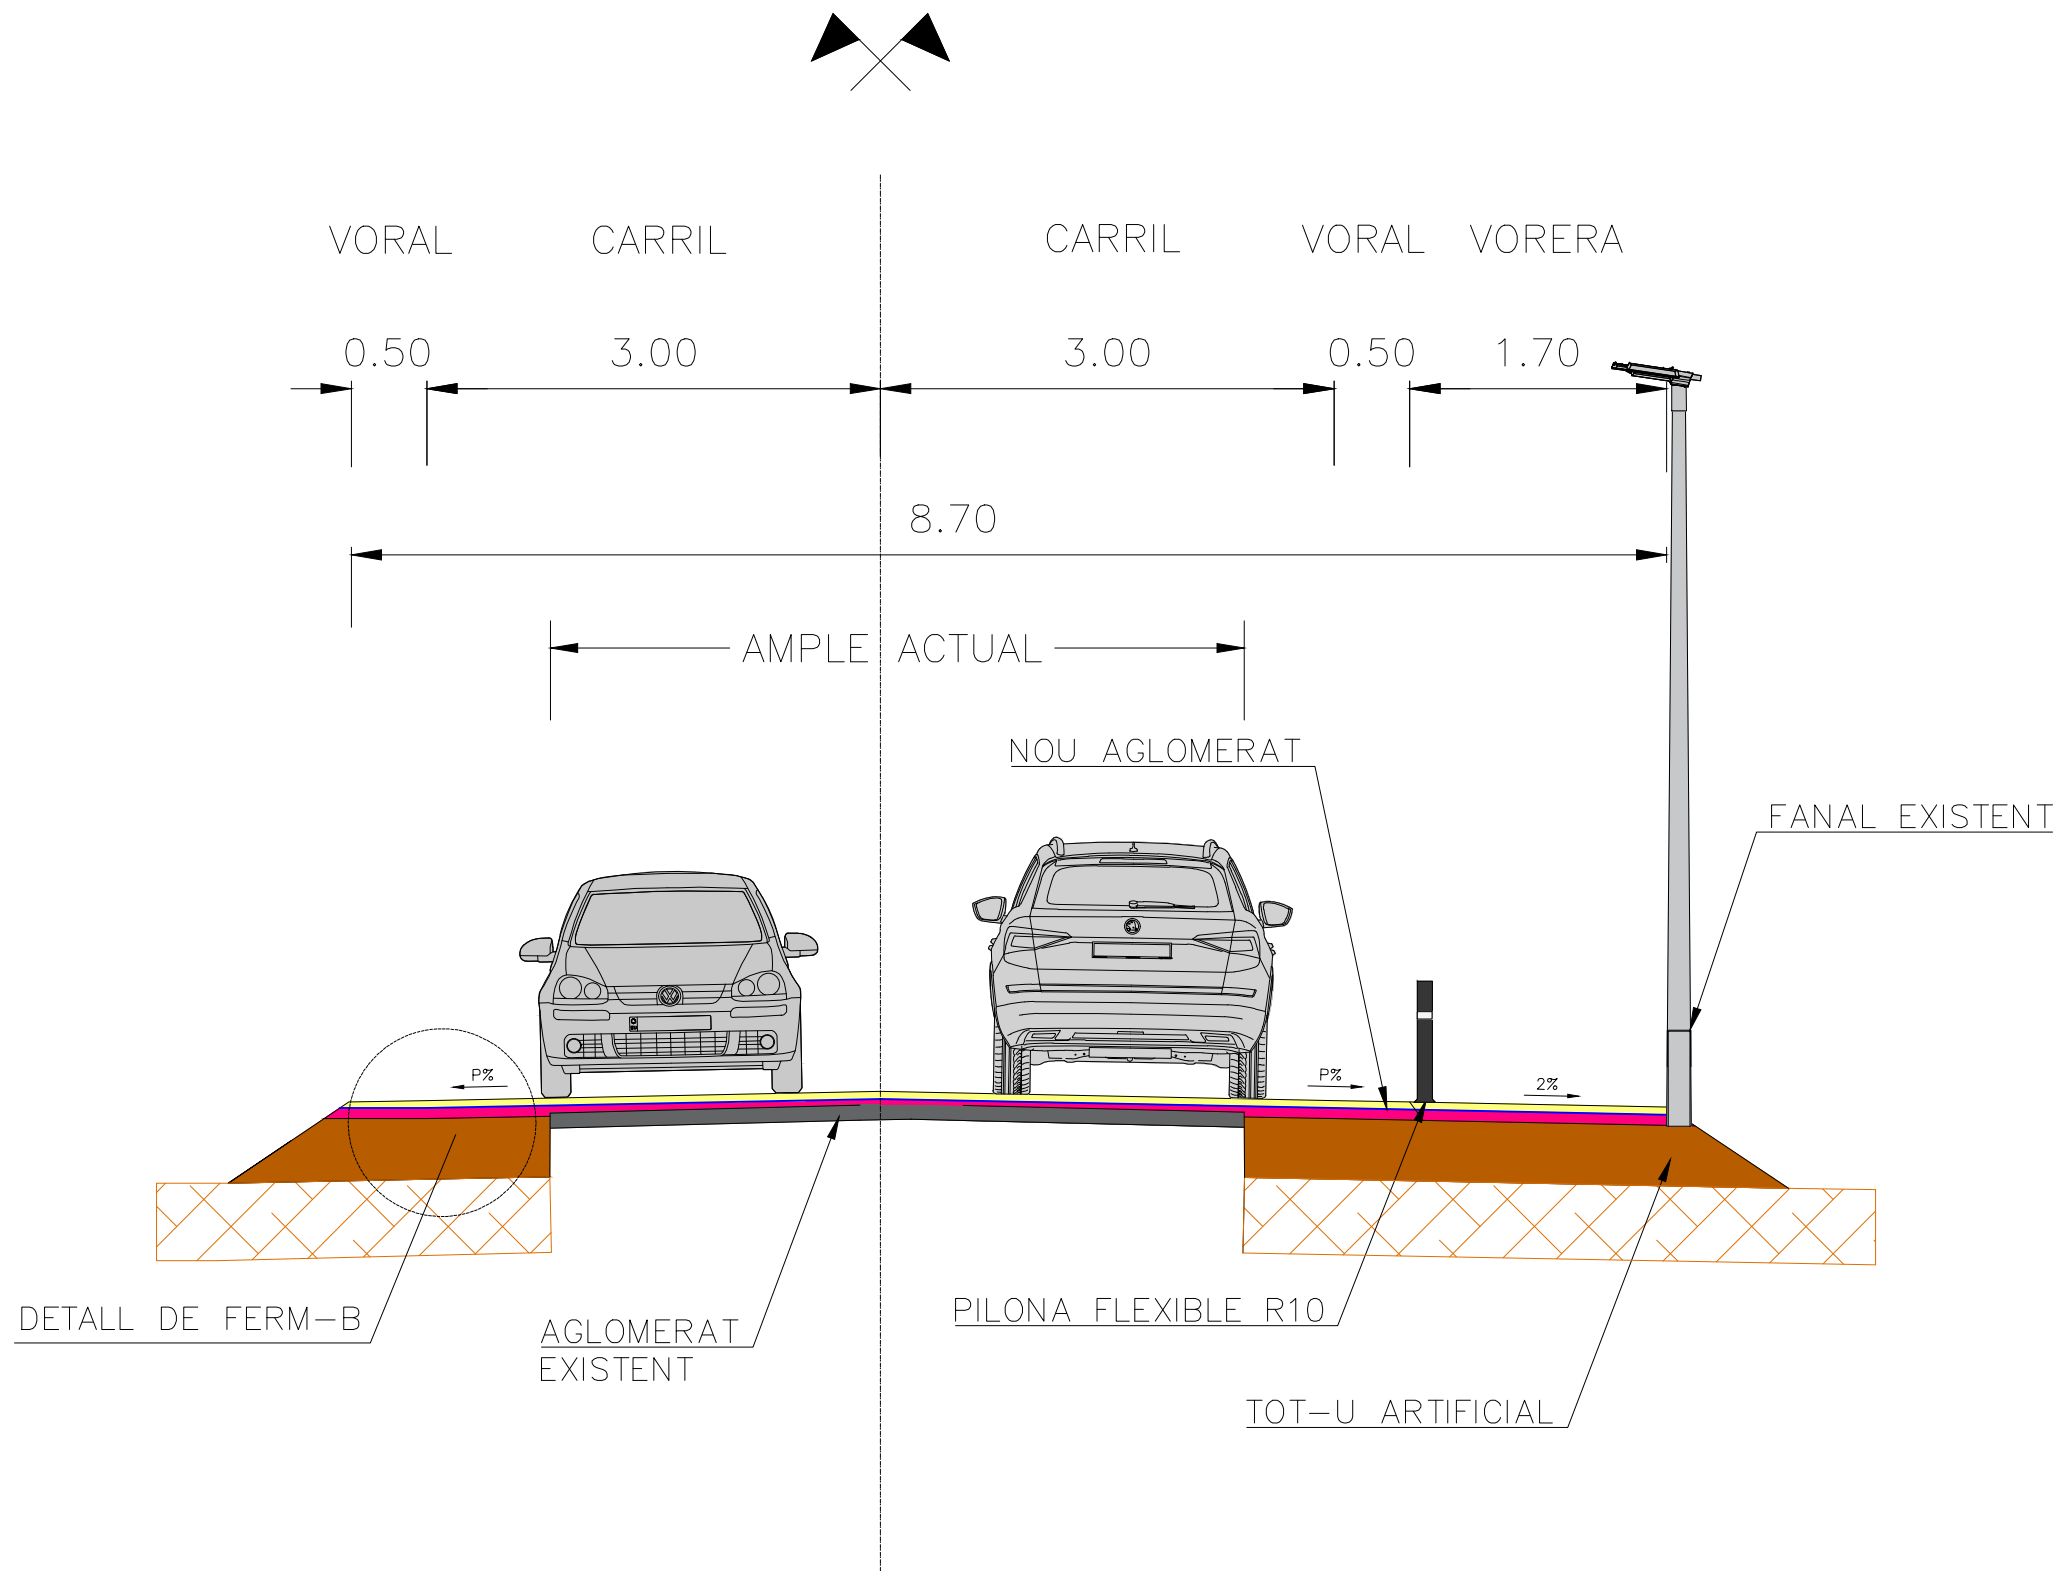 VORAL CARRIL CARRIL VORAL VORERA
0.50 3.00 3.00 0.50 1.70
8.70
AMPLE ACTUAL
NOU AGLOMERAT
FANAL EXISTENT
P% P% 2%
DETALL DE FERM-B
AGLOMERAT
EXISTENT
PILONA FLEXIBLE R10
TOT-U ARTIFICIAL